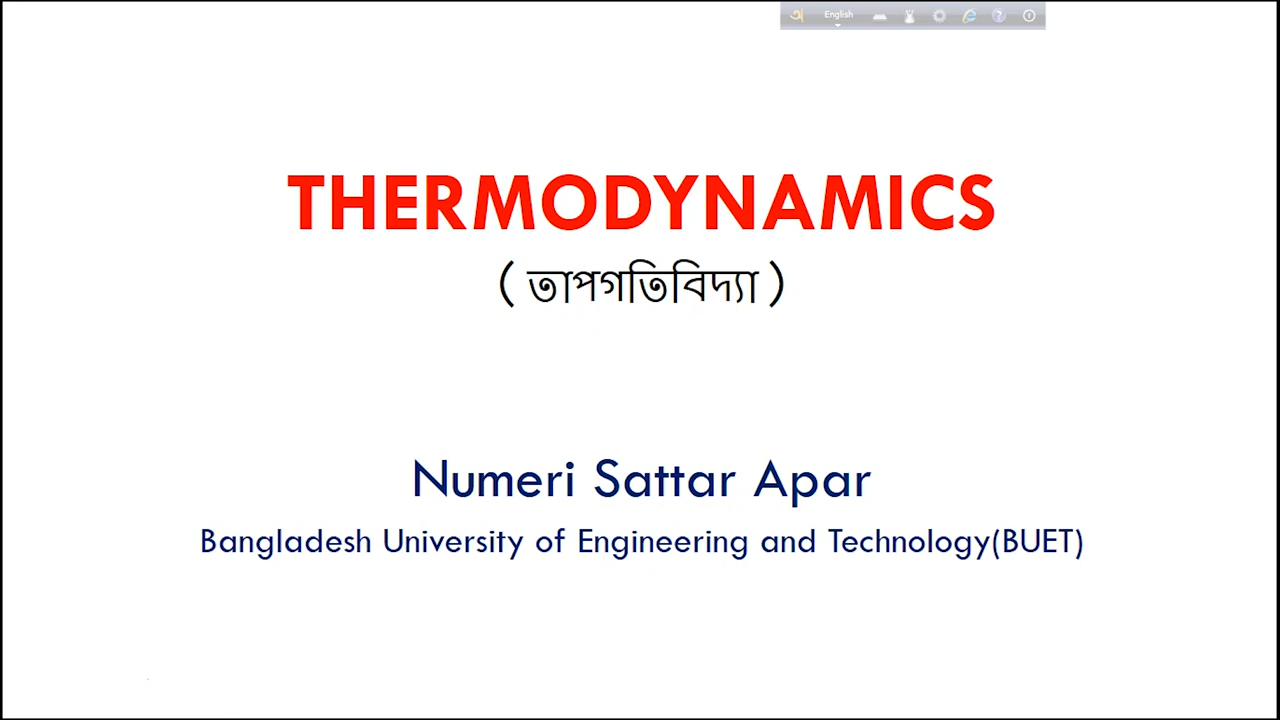 অ English
THERMODYNAMICS
( তাপগতিবিদ্যা )
Numeri Sattar Apar
Bangladesh University of Engineering and Technology(BUET)